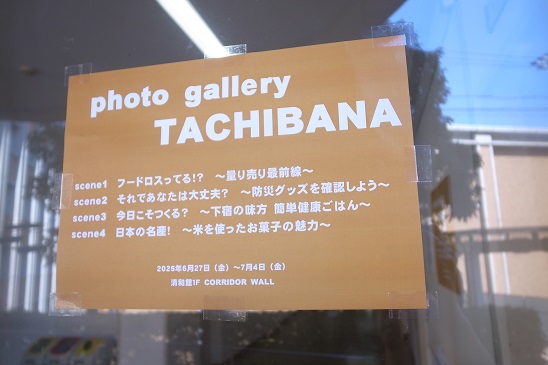 photo gallery
TACHIBANA
scene1 フードロスってる!? ～量り売り最前線～
scene2 それであなたは大丈夫? ～防災グッズを確認しよう～
scene3 今日こそつくる? ～下宿の味方 簡単健康ごはん～
scene4 日本の名産! ～米を使ったお菓子の魅力～
2025年6月27日（金）～7月4日（金）
清和館1F CORRIDOR WALL